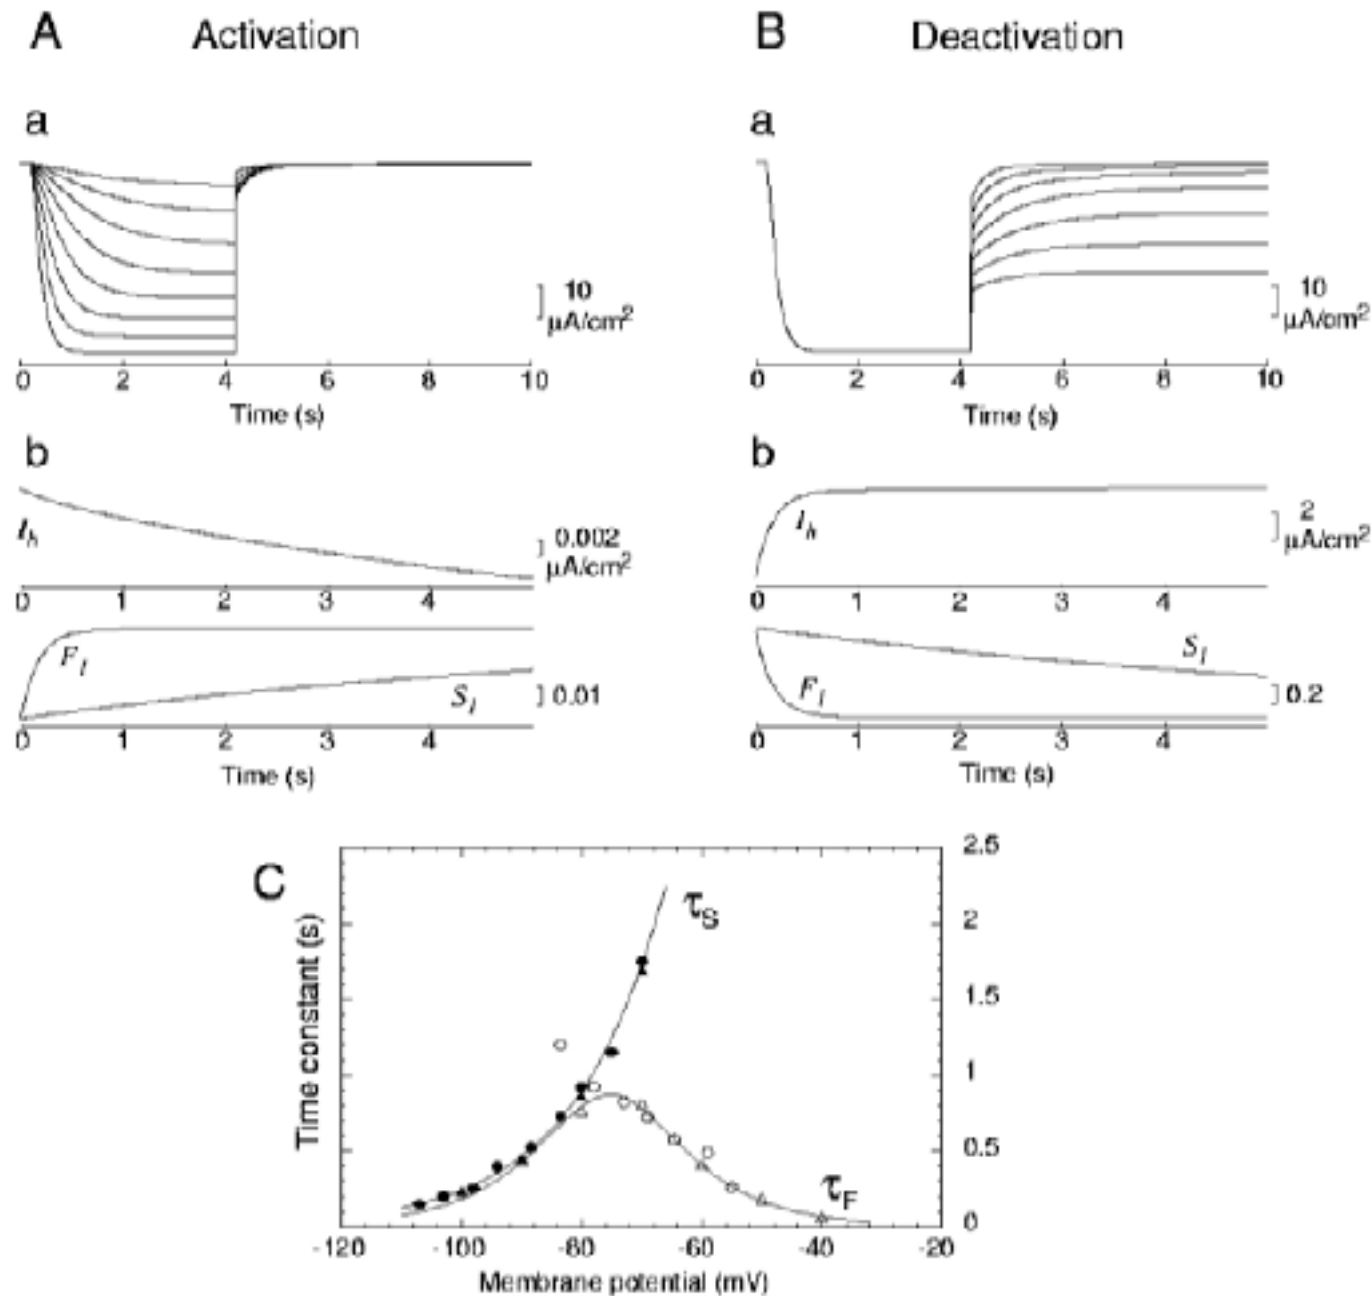 A Activation
B Deactivation
a
10
μA/cm2
0 2 4 6 8 10
Time (s)
a
10
μA/cm2
0 2 4 6 8 10
Time (s)
b
Ih
0.002
μA/cm2
0 1 2 3 4
Fl
Sl
0.01
0 1 2 3 4
Time (s)
b
Ih
2
μA/cm2
0 1 2 3 4
Sl
Fl
0.2
0 1 2 3 4
Time (s)
C
Time constant (s)
τS
τF
2.5
2
1.5
1
0.5
0
-120 -100 -80 -60 -40 -20
Membrane potential (mV)